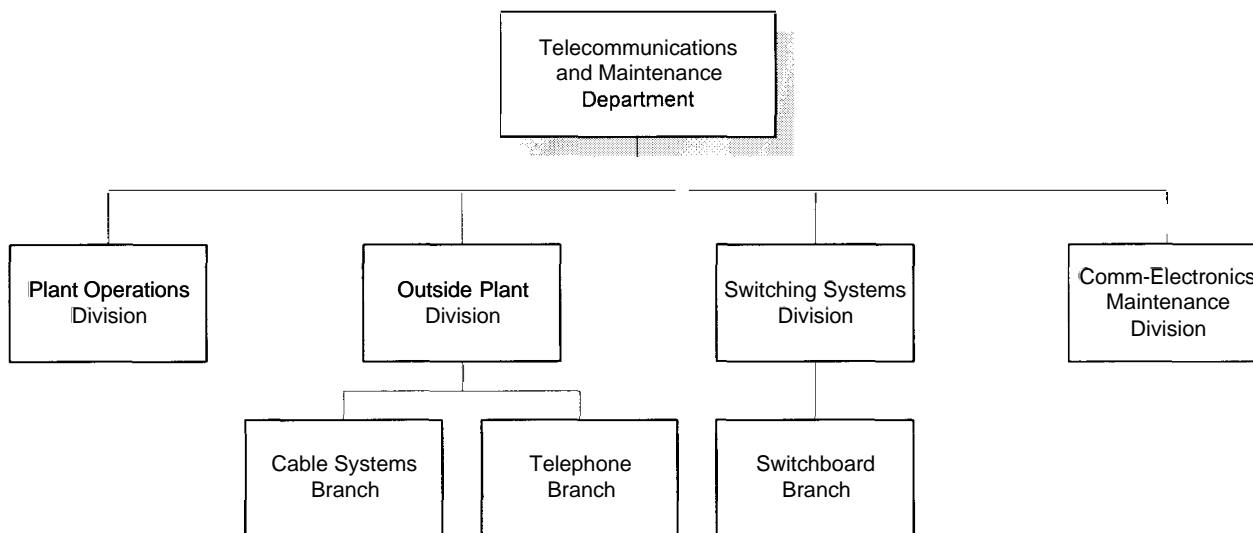 Telecommunications
and Maintenance
Department
Plant Operations
Division
Outside Plant
Division
Switching Systems
Division
Comm-Electronics
Maintenance
Division
Cable Systems
Branch
Telephone
Branch
Switchboard
Branch